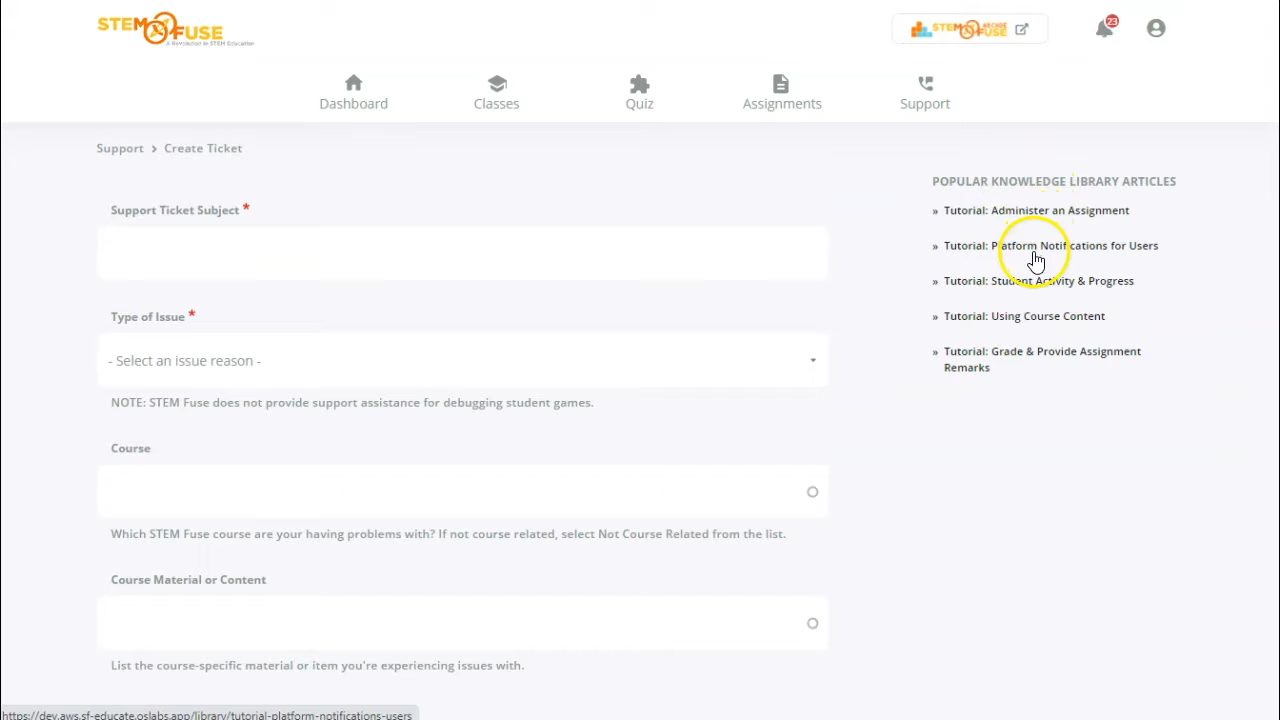 STEM FUSE
A Revolution in STEM Education
STEM FUSE ARCADE
23
Dashboard
Classes
Quiz
Assignments
Support
Support > Create Ticket
POPULAR KNOWLEDGE LIBRARY ARTICLES
» Tutorial: Administer an Assignment
» Tutorial: Platform Notifications for Users
» Tutorial: Student Activity & Progress
» Tutorial: Using Course Content
» Tutorial: Grade & Provide Assignment
Remarks
Support Ticket Subject *
Type of Issue *
- Select an issue reason -
NOTE: STEM Fuse does not provide support assistance for debugging student games.
Course
Which STEM Fuse course are your having problems with? If not course related, select Not Course Related from the list.
Course Material or Content
List the course-specific material or item you're experiencing issues with.
https://dev.aws.sf-educate.oslabs.app/library/tutorial-platform-notifications-users